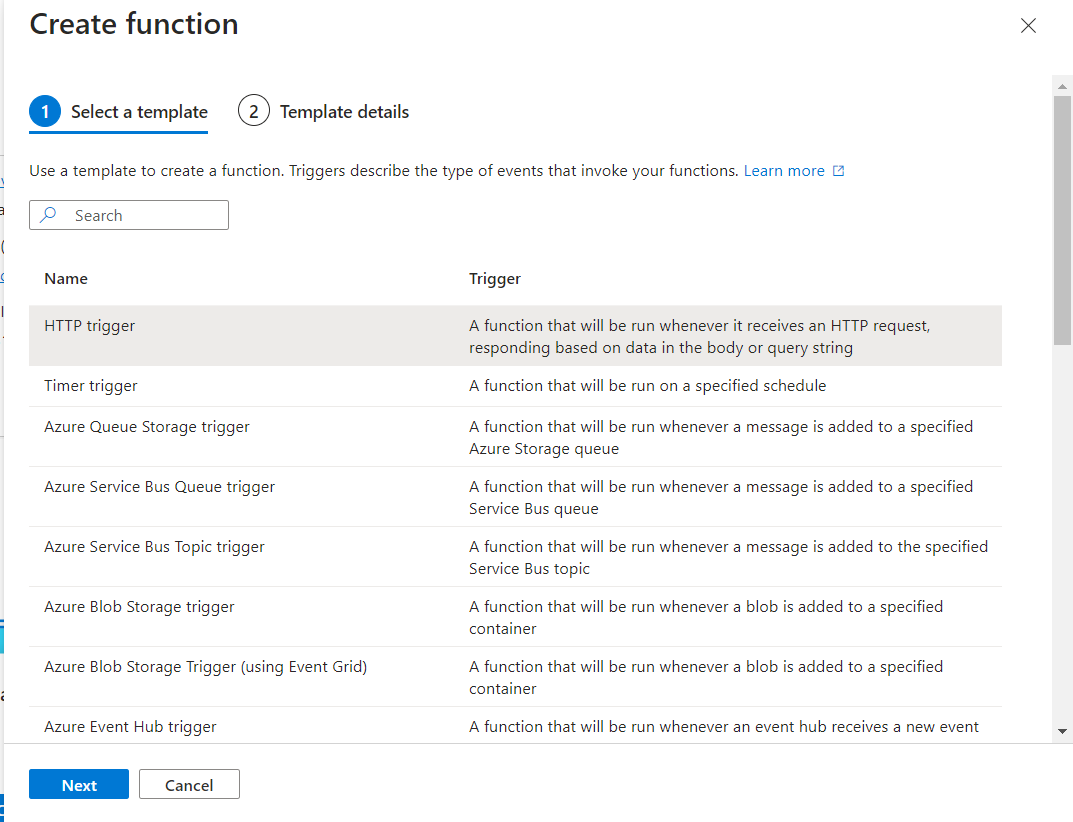 Create function
1 Select a template
2 Template details
Use a template to create a function. Triggers describe the type of events that invoke your functions. Learn more
Search
Name Trigger
HTTP trigger A function that will be run whenever it receives an HTTP request,
responding based on data in the body or query string
Timer trigger A function that will be run on a specified schedule
Azure Queue Storage trigger A function that will be run whenever a message is added to a specified
Azure Storage queue
Azure Service Bus Queue trigger A function that will be run whenever a message is added to a specified
Service Bus queue
Azure Service Bus Topic trigger A function that will be run whenever a message is added to the specified
Service Bus topic
Azure Blob Storage trigger A function that will be run whenever a blob is added to a specified
container
Azure Blob Storage Trigger (using Event Grid) A function that will be run whenever a blob is added to a specified
container
Azure Event Hub trigger A function that will be run whenever an event hub receives a new event
Next Cancel